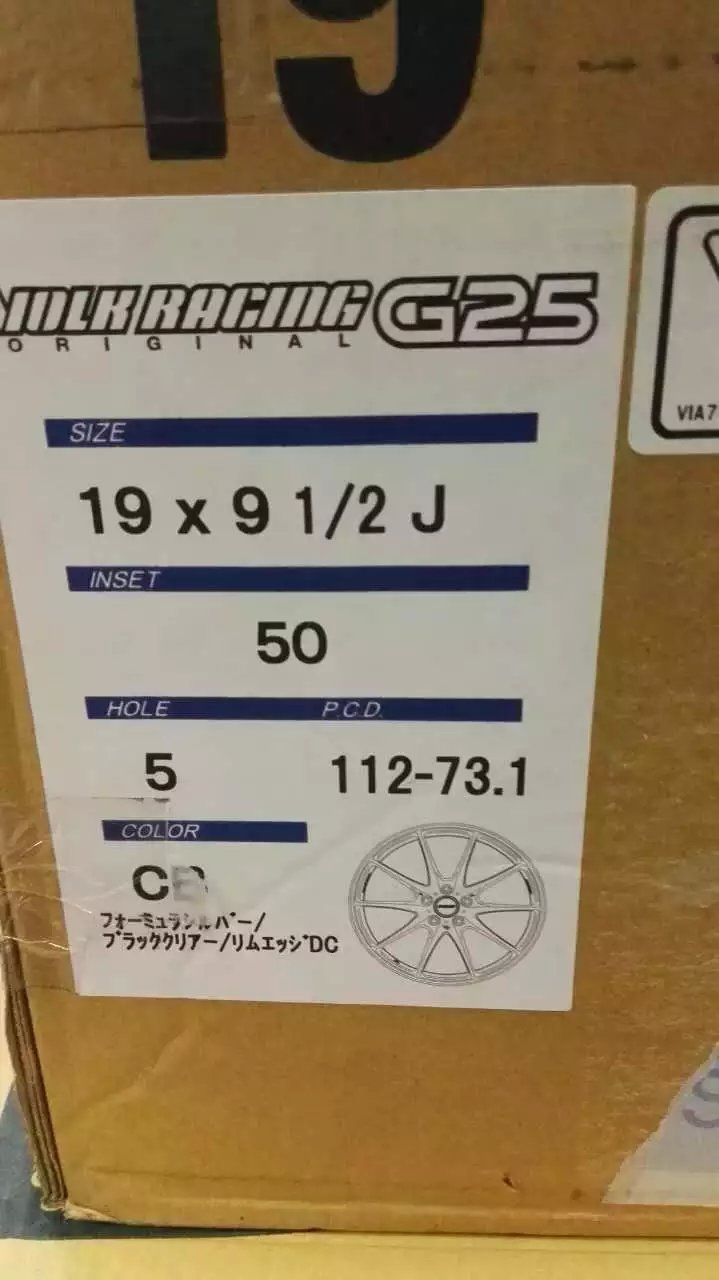 19
VOLK RACING G25
ORIGINAL
VIA7
SIZE
19 x 9 1/2 J
INSET
50
HOLE P.C.D.
5 112-73.1
COLOR
フォーミュラシルバー/
ブラッククリアー/リムエッジDC